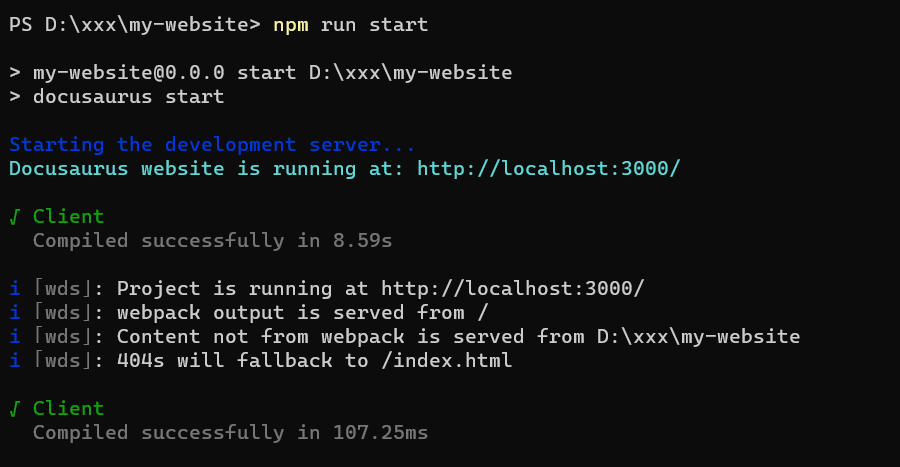 PS D:\xxx\my-website> npm run start
> my-website@0.0.0 start D:\xxx\my-website
> docusaurus start
Starting the development server...
Docusaurus website is running at: http://localhost:3000/
√ Client
Compiled successfully in 8.59s
i ｢wds｣: Project is running at http://localhost:3000/
i ｢wds｣: webpack output is served from /
i ｢wds｣: Content not from webpack is served from D:\xxx\my-website
i ｢wds｣: 404s will fallback to /index.html
√ Client
Compiled successfully in 107.25ms